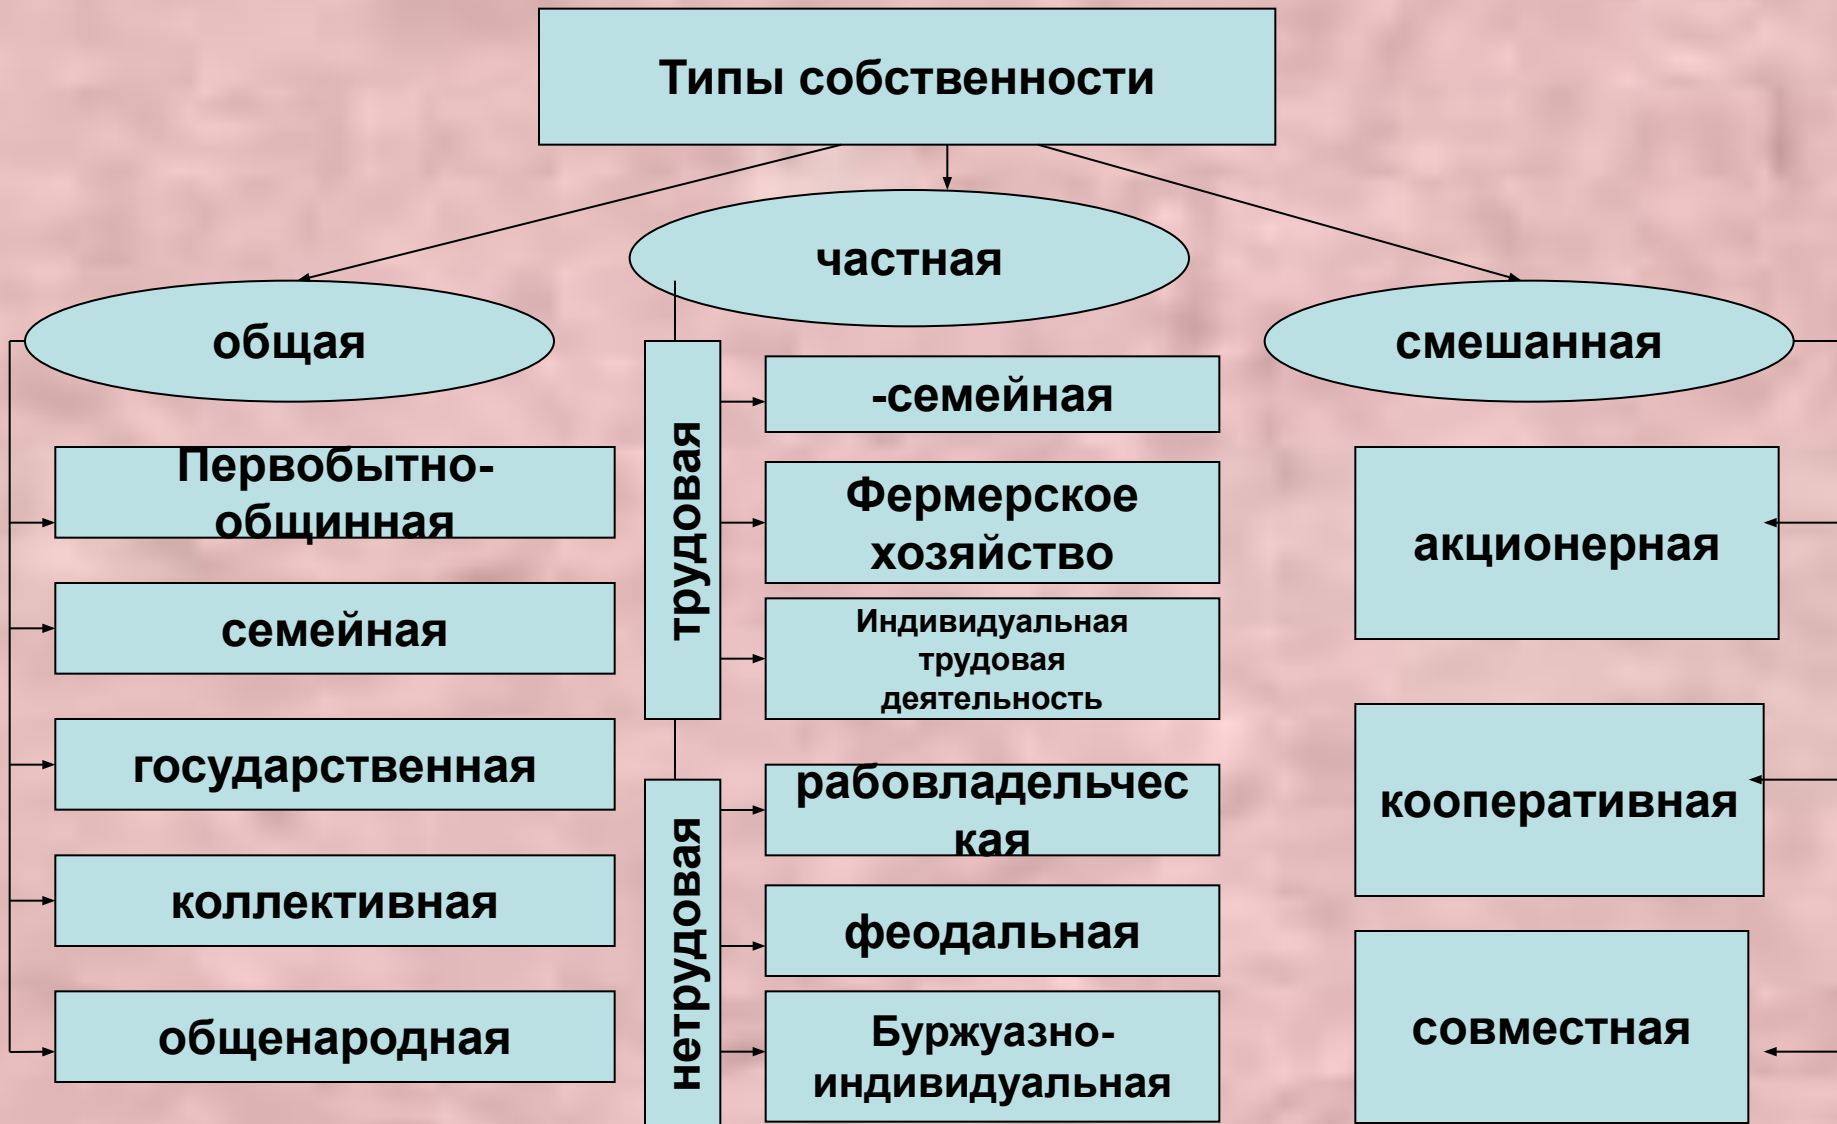 Типы собственности
частная
общая
смешанная
Первобытно-
общинная
семейная
государственная
коллективная
общенародная
трудовая
-семейная
Фермерское
хозяйство
Индивидуальная
трудовая
деятельность
нетрудовая
рабовладельчес
кая
феодальная
Буржуазно-
индивидуальная
акционерная
кооперативная
совместная